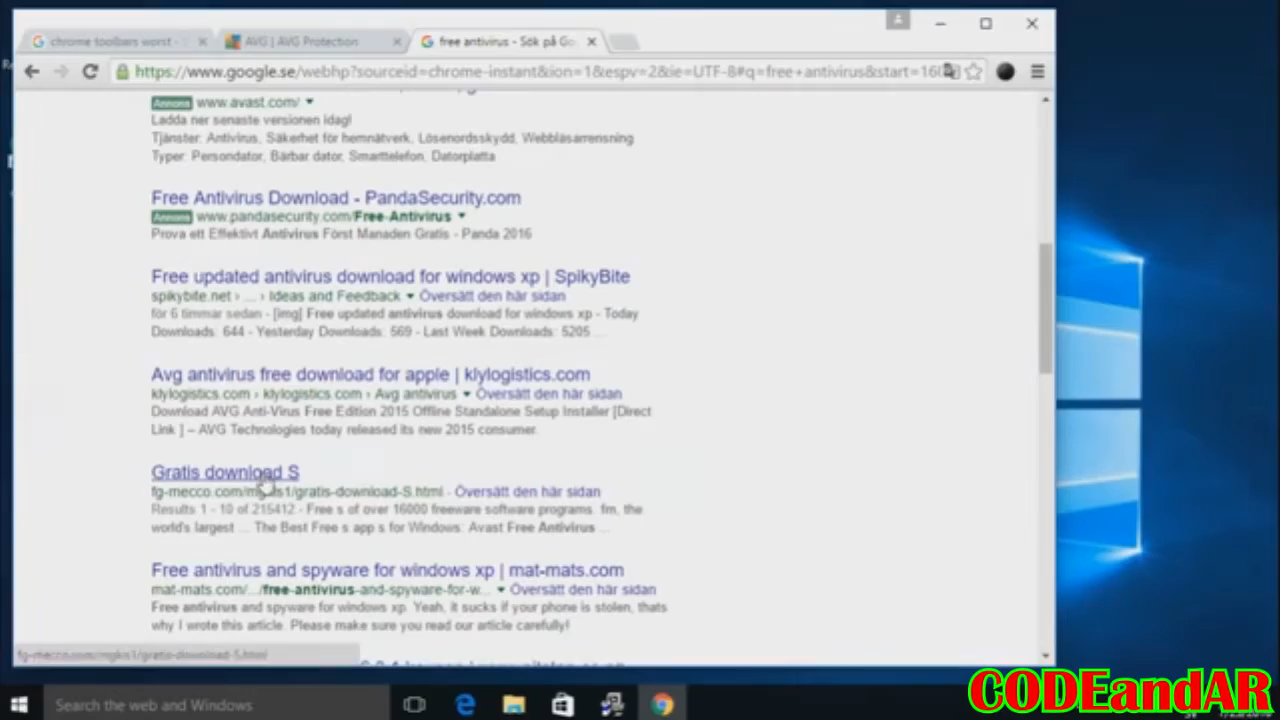 chrome toolbars worst - S
AVG | AVG Protection
free antivirus - Sök på Go
https://www.google.se/webhp?sourceid=chrome-instant&ion=1&espv=2&ie=UTF-8#q=free+antivirus&start=160
Annons www.avast.com/
Ladda ner senaste versionen idag!
Tjänster: Antivirus, Säkerhet för hemnätverk, Lösenordsskydd, Webbläsarrensning
Typer: Persondator, Bärbar dator, Smarttelefon, Datorplatta
Free Antivirus Download - PandaSecurity.com
Annons www.pandasecurity.com/Free-Antivirus
Prova ett Effektivt Antivirus Först Manaden Gratis - Panda 2016
Free updated antivirus download for windows xp | SpikyBite
spikybite.net › ... › Ideas and Feedback Översätt den här sidan
för 6 timmar sedan - [img] Free updated antivirus download for windows xp - Today
Downloads: 644 - Yesterday Downloads: 569 - Last Week Downloads: 5205 ...
Avg antivirus free download for apple | klylogistics.com
klylogistics.com › klylogistics.com › Avg antivirus Översätt den här sidan
Download AVG Anti-Virus Free Edition 2015 Offline Standalone Setup Installer [Direct
Link ] – AVG Technologies today released its new 2015 consumer.
Gratis download S
fg-mecco.com/mgkis1/gratis-download-S.html - Översätt den här sidan
Results 1 - 10 of 215412 - Free s of over 16000 freeware software programs. fm, the
world's largest ... The Best Free s app s for Windows: Avast Free Antivirus ...
Free antivirus and spyware for windows xp | mat-mats.com
mat-mats.com/.../free-antivirus-and-spyware-for-w... Översätt den här sidan
Free antivirus and spyware for windows xp. Yeah, it sucks if your phone is stolen, thats
why I wrote this article. Please make sure you read our article carefully!
fg-mecco.com/mgkis1/gratis-download-S.html
Search the web and Windows
CODEandAR